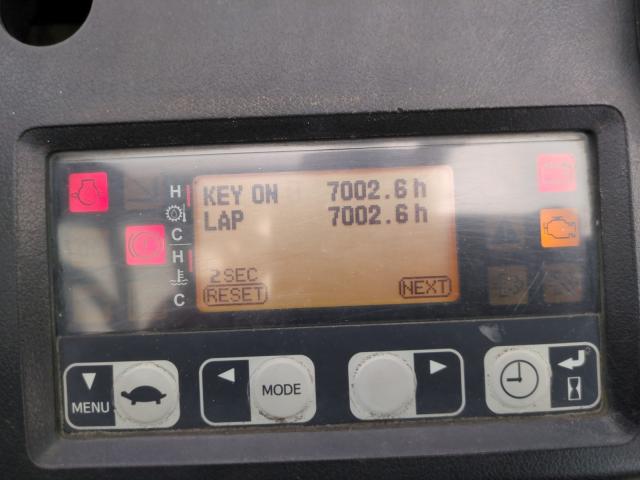 H
KEY ON 7002.6 h
LAP 7002.6 h
C
H
C
2SEC
RESET NEXT
MENU MODE